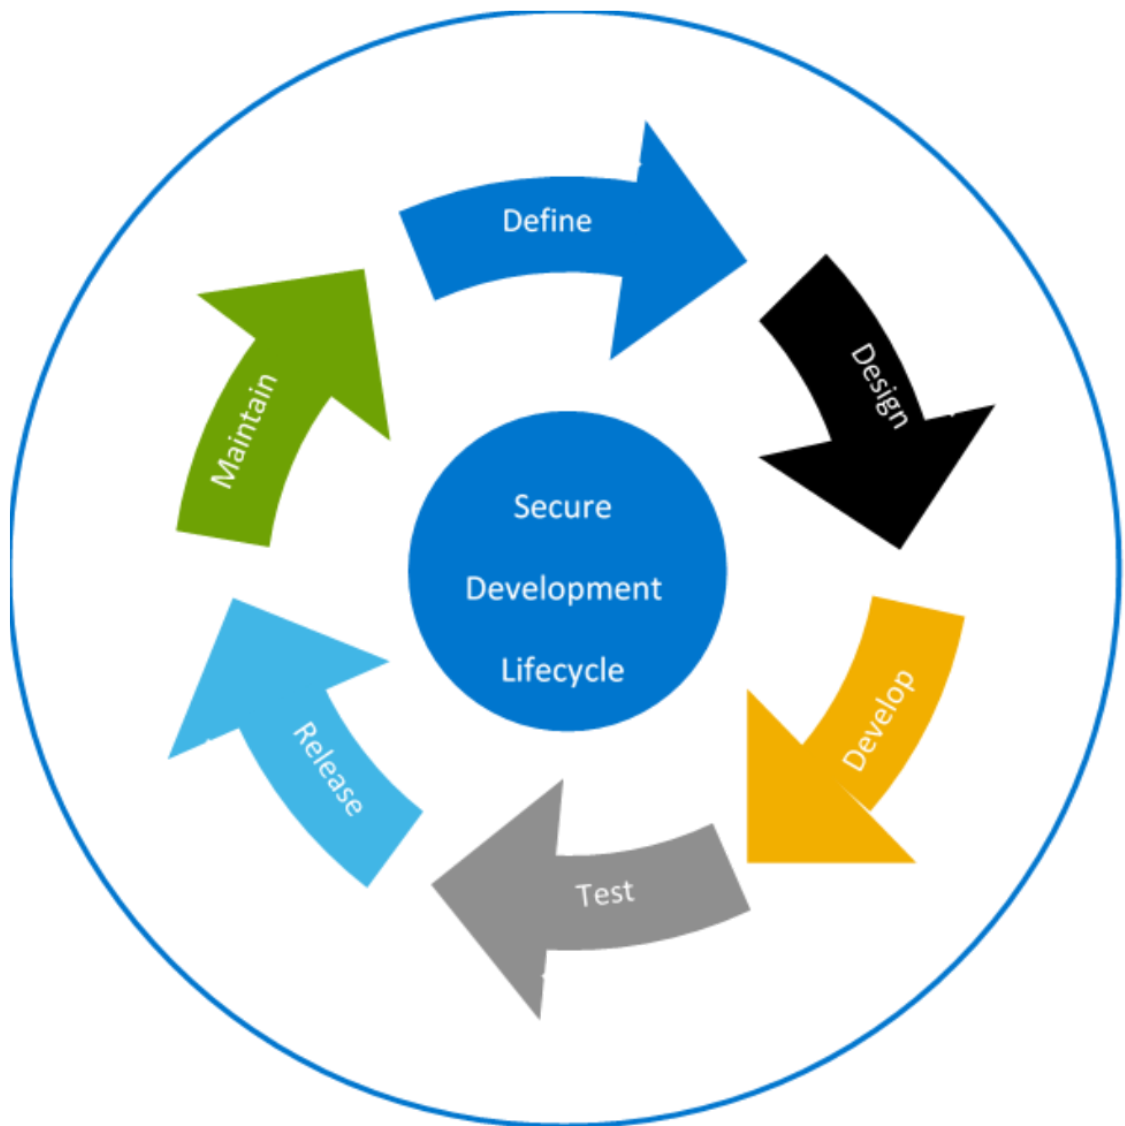 Define
Design
Develop
Test
Release
Maintain
Secure
Development
Lifecycle